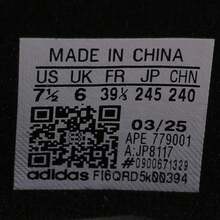 MADE IN CHINA
US UK FR JP CHN
7½ 6 39⅓ 245 240
03/25
APE 779001
A:JP8117
#0900671329
adidas FI6QRD5k00394